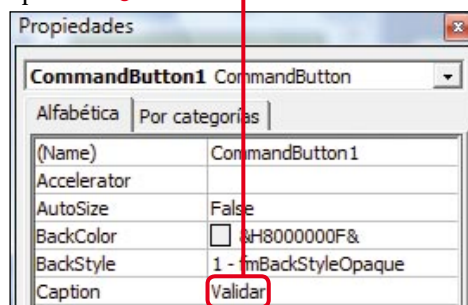 Propiedades
CommandButton1 CommandButton
Alfabética Por categorías
(Name) CommandButton1
Accelerator
AutoSize False
BackColor &H8000000F&
BackStyle 1 - fmBackStyleOpaque
Caption Validar